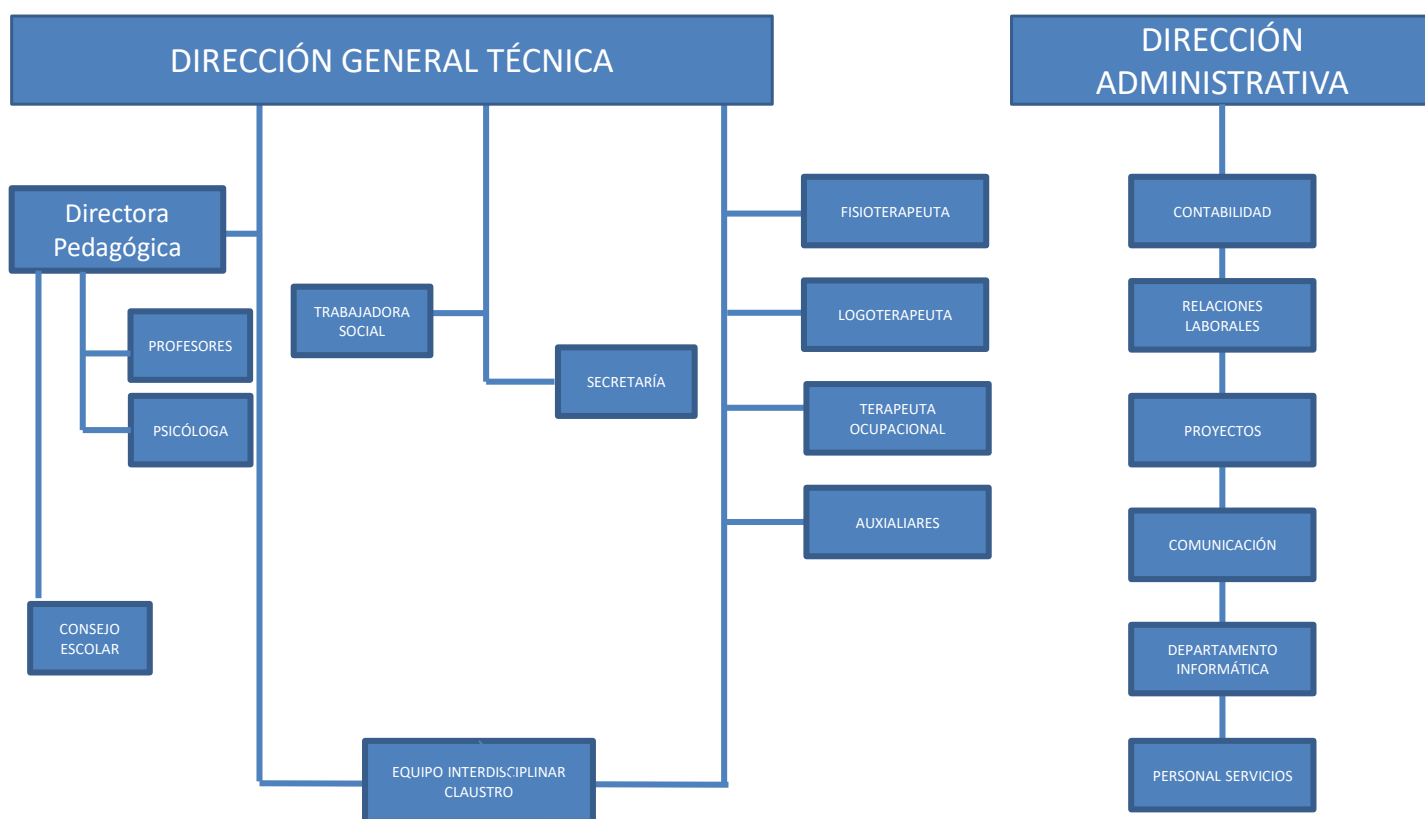 DIRECCIÓN GENERAL TÉCNICA
DIRECCIÓN
ADMINISTRATIVA
Directora
Pedagógica
PROFESORES
PSICÓLOGA
CONSEJO
ESCOLAR
TRABAJADORA
SOCIAL
SECRETARÍA
FISIOTERAPEUTA
LOGOTERAPEUTA
TERAPEUTA
OCUPACIONAL
AUXIALIARES
EQUIPO INTERDISCIPLINAR
CLAUSTRO
CONTABILIDAD
RELACIONES
LABORALES
PROYECTOS
COMUNICACIÓN
DEPARTAMENTO
INFORMÁTICA
PERSONAL SERVICIOS